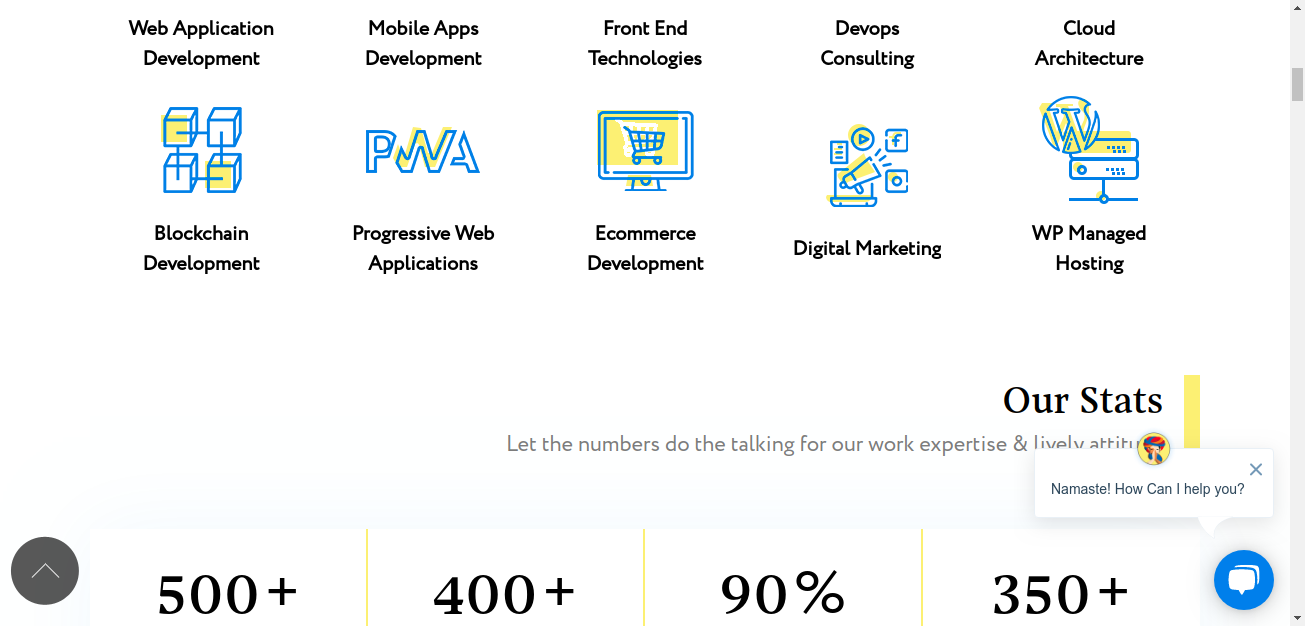 Web Application
Development
Mobile Apps
Development
Front End
Technologies
Devops
Consulting
Cloud
Architecture
PWA
Blockchain
Development
Progressive Web
Applications
Ecommerce
Development
Digital Marketing
WP Managed
Hosting
Our Stats
Let the numbers do the talking for our work expertise & lively
Namaste! How Can I help you?
500+
400+
90%
350+